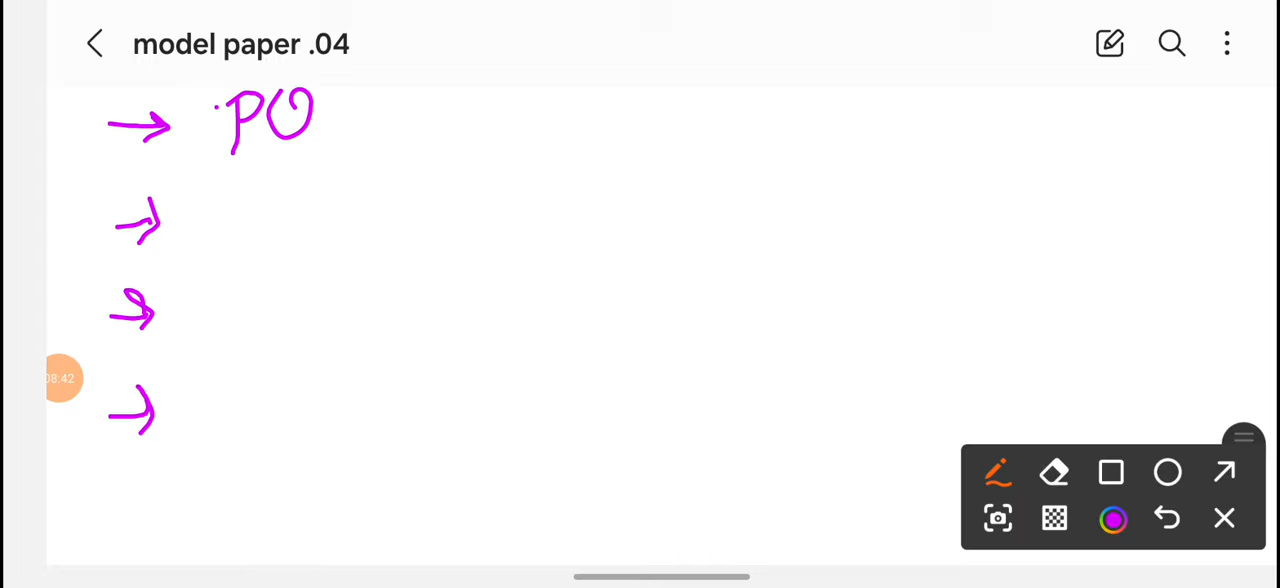 model paper .04
→ PO
→
→
08:42
→